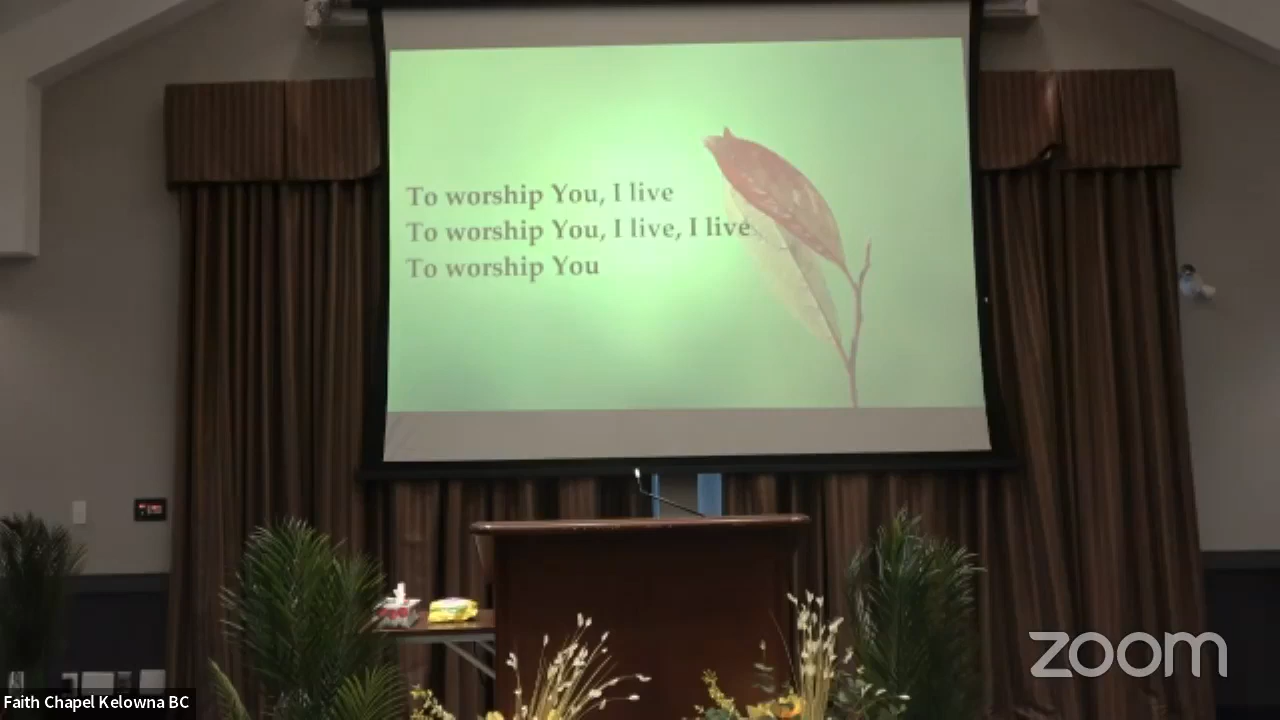 To worship You, I live
To worship You, I live, I live
To worship You
zoom
Faith Chapel Kelowna BC